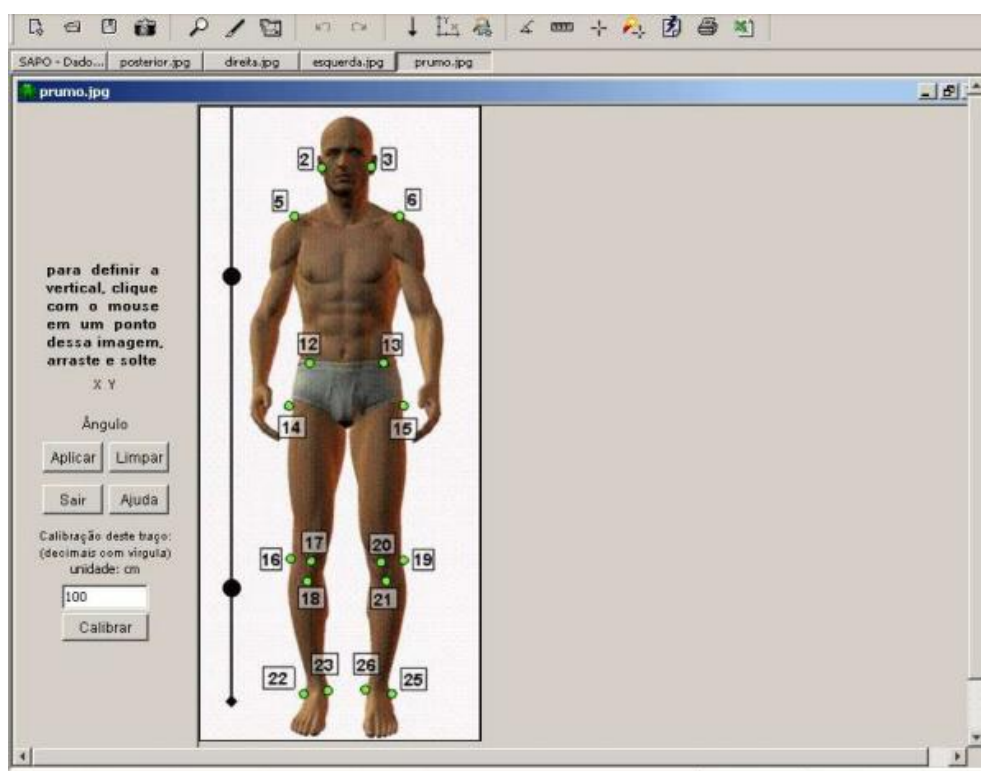 SAPO - Dado... posterior.jpg direita.jpg esquerda.jpg prumo.jpg
prumo.jpg
para definir a
vertical, clique
com o mouse
em um ponto
dessa imagem,
arraste e solte
X Y
Ângulo
Aplicar Limpar
Sair Ajuda
Calibração deste traço:
(decimais com vírgula)
unidade: cm
100
Calibrar
2 3
5 6
12 13
14 15
17 20
16 19
18 21
23 26
22 25